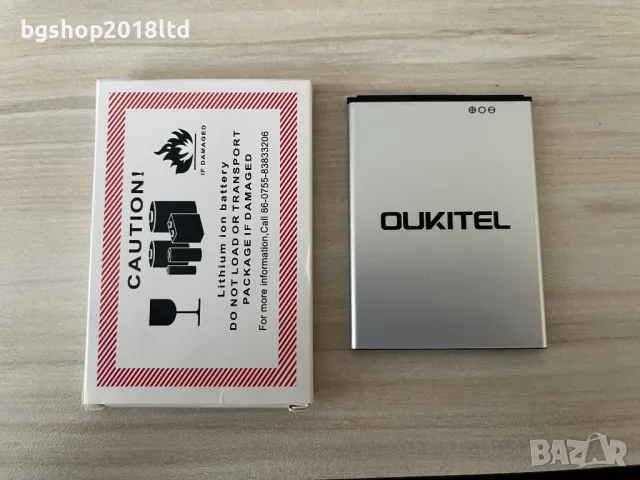 bgshop2018ltd
CAUTION!
IF DAMAGED
Lithium ion battery
DO NOT LOAD OR TRANSPORT
PACKAGE IF DAMAGED
For more information,Call 86-0755-83833206
OUKITEL
BAZAR